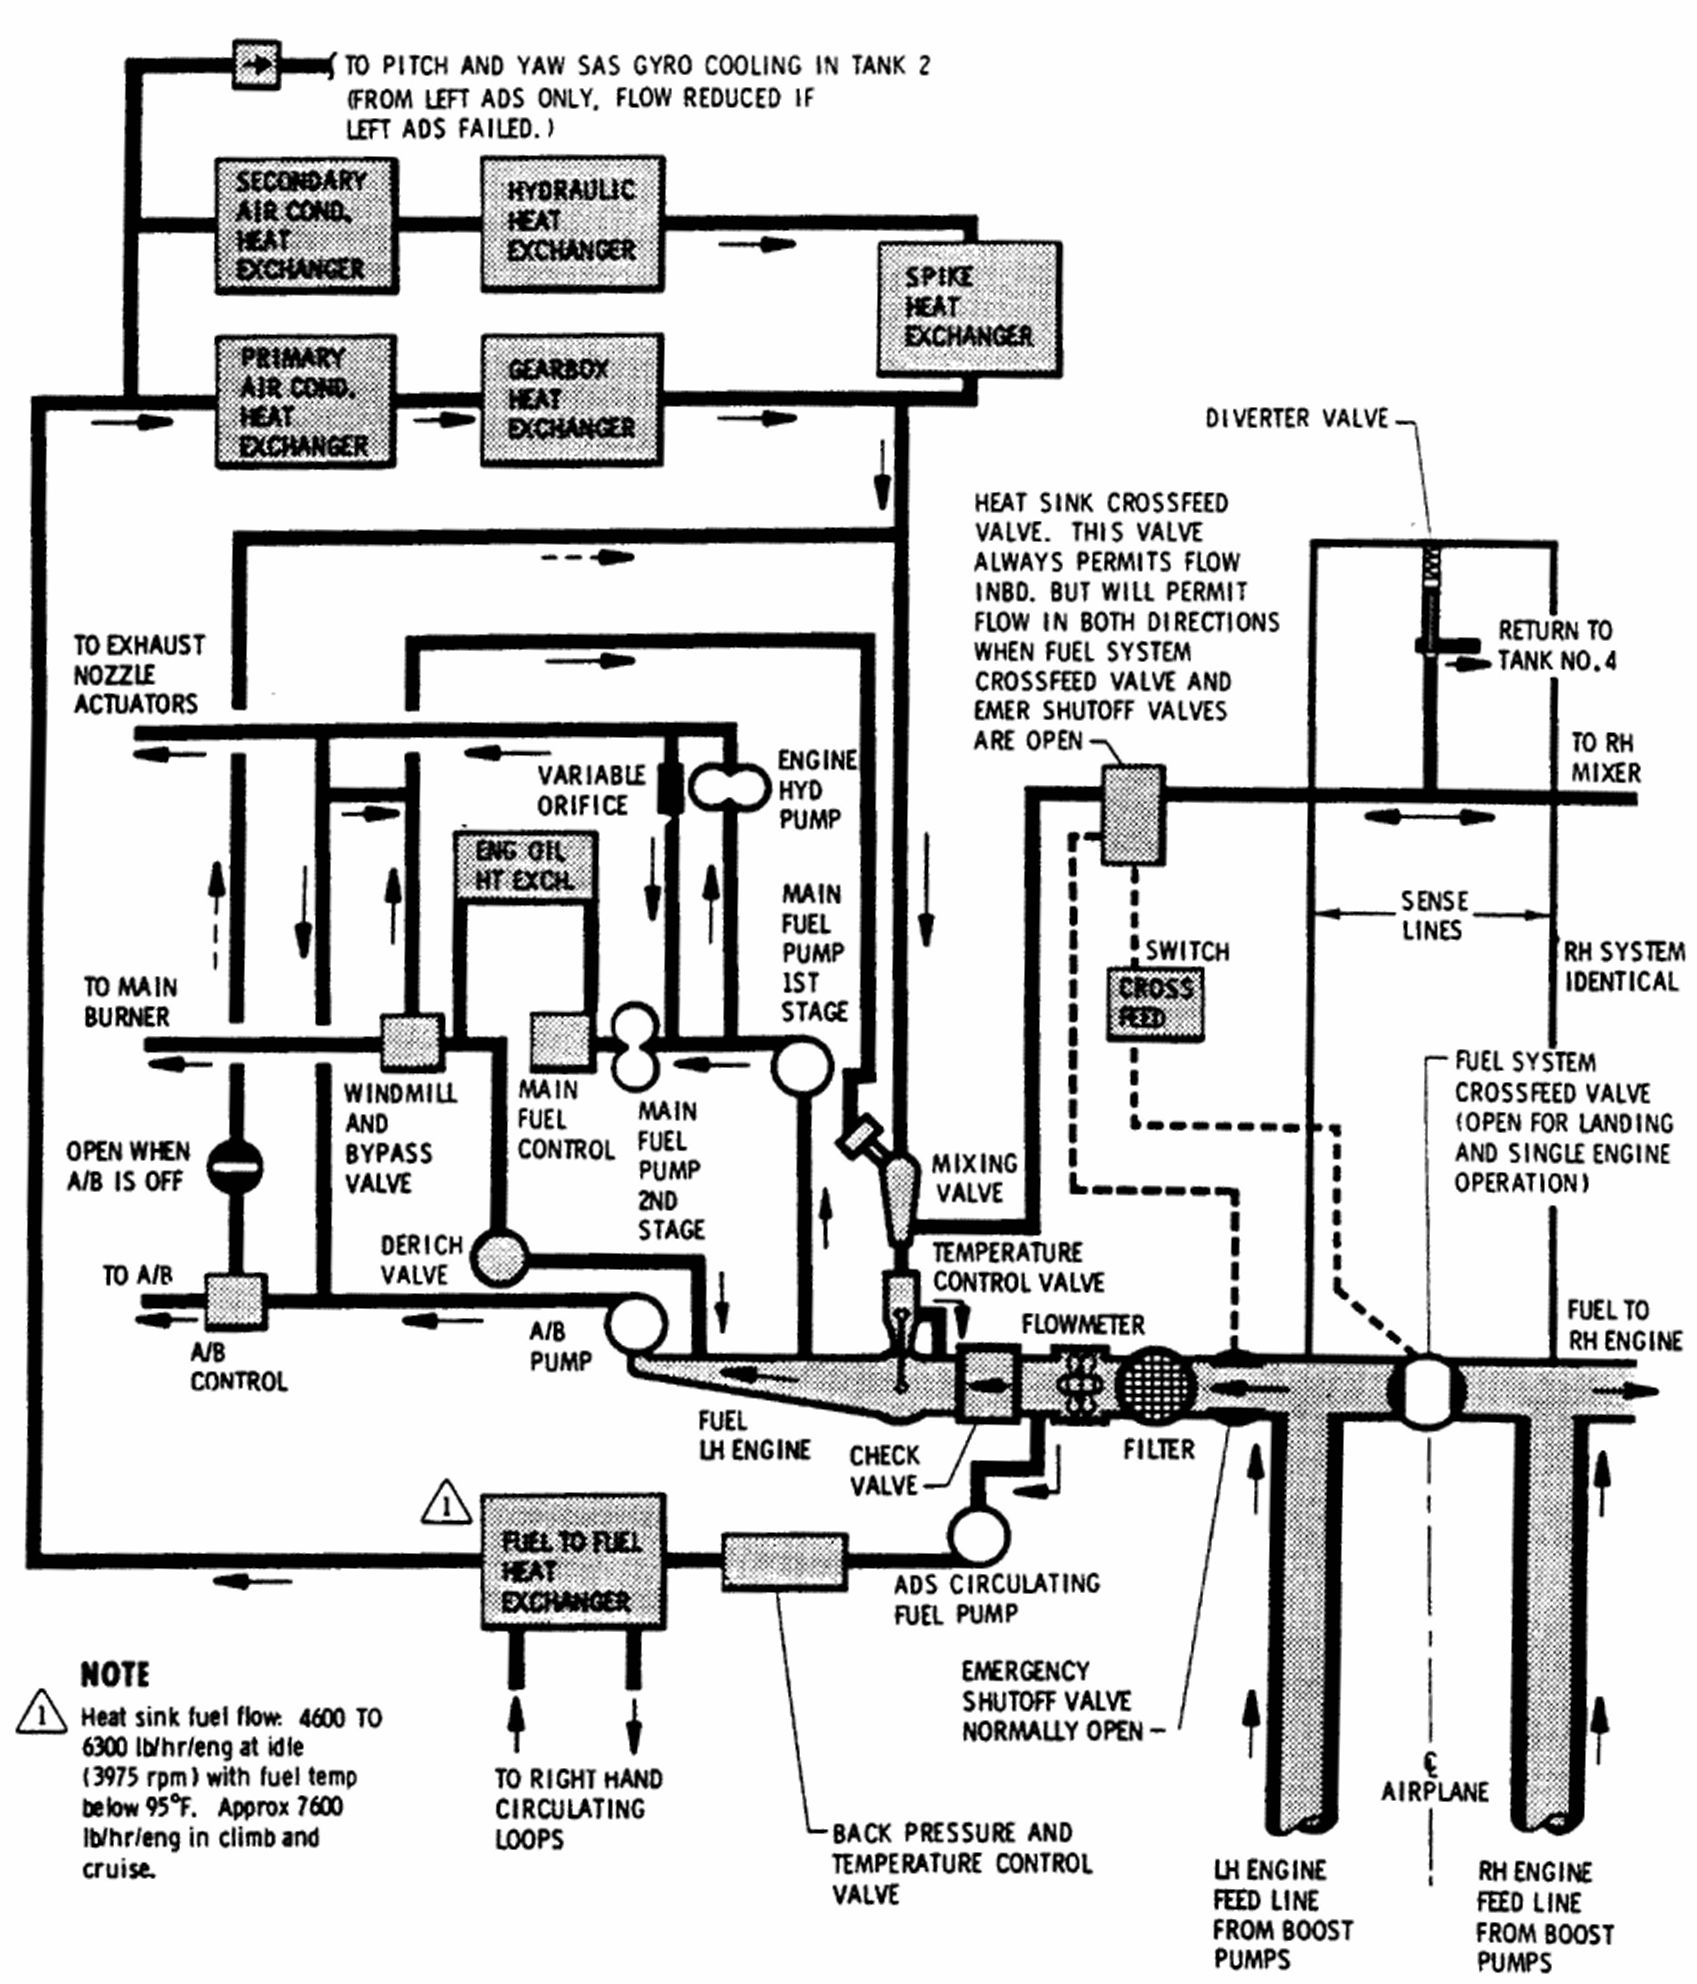 TO PITCH AND YAW SAS GYRO COOLING IN TANK 2
(FROM LEFT ADS ONLY, FLOW REDUCED IF
LEFT ADS FAILED.)
SECONDARY
AIR COND.
HEAT
EXCHANGER
HYDRAULIC
HEAT
EXCHANGER
SPIKE
HEAT
EXCHANGER
PRIMARY
AIR COND.
HEAT
EXCHANGER
GEARBOX
HEAT
EXCHANGER
DIVERTER VALVE
HEAT SINK CROSSFEED
VALVE. THIS VALVE
ALWAYS PERMITS FLOW
INBD. BUT WILL PERMIT
FLOW IN BOTH DIRECTIONS
WHEN FUEL SYSTEM
CROSSFEED VALVE AND
EMER SHUTOFF VALVES
ARE OPEN
RETURN TO
TANK NO. 4
TO EXHAUST
NOZZLE
ACTUATORS
TO RH
MIXER
VARIABLE
ORIFICE
ENGINE
HYD
PUMP
ENG OIL
HT EXCH.
MAIN
FUEL
PUMP
1ST
STAGE
SENSE
LINES
SWITCH
CROSS
FEED
RH SYSTEM
IDENTICAL
TO MAIN
BURNER
WINDMILL
AND
BYPASS
VALVE
MAIN
FUEL
CONTROL
MAIN
FUEL
PUMP
2ND
STAGE
FUEL SYSTEM
CROSSFEED VALVE
(OPEN FOR LANDING
AND SINGLE ENGINE
OPERATION)
OPEN WHEN
A/B IS OFF
MIXING
VALVE
DERICH
VALVE
TEMPERATURE
CONTROL VALVE
TO A/B
A/B
CONTROL
A/B
PUMP
FLOWMETER
FUEL TO
RH ENGINE
FUEL
LH ENGINE
CHECK
VALVE
FILTER
1
FUEL TO FUEL
HEAT
EXCHANGER
ADS CIRCULATING
FUEL PUMP
EMERGENCY
SHUTOFF VALVE
NORMALLY OPEN
NOTE
1
Heat sink fuel flow: 4600 TO
6300 lb/hr/eng at idle
(3975 rpm) with fuel temp
below 95°F. Approx 7600
lb/hr/eng in climb and
cruise.
TO RIGHT HAND
CIRCULATING
LOOPS
BACK PRESSURE AND
TEMPERATURE CONTROL
VALVE
℄
AIRPLANE
LH ENGINE
FEED LINE
FROM BOOST
PUMPS
RH ENGINE
FEED LINE
FROM BOOST
PUMPS